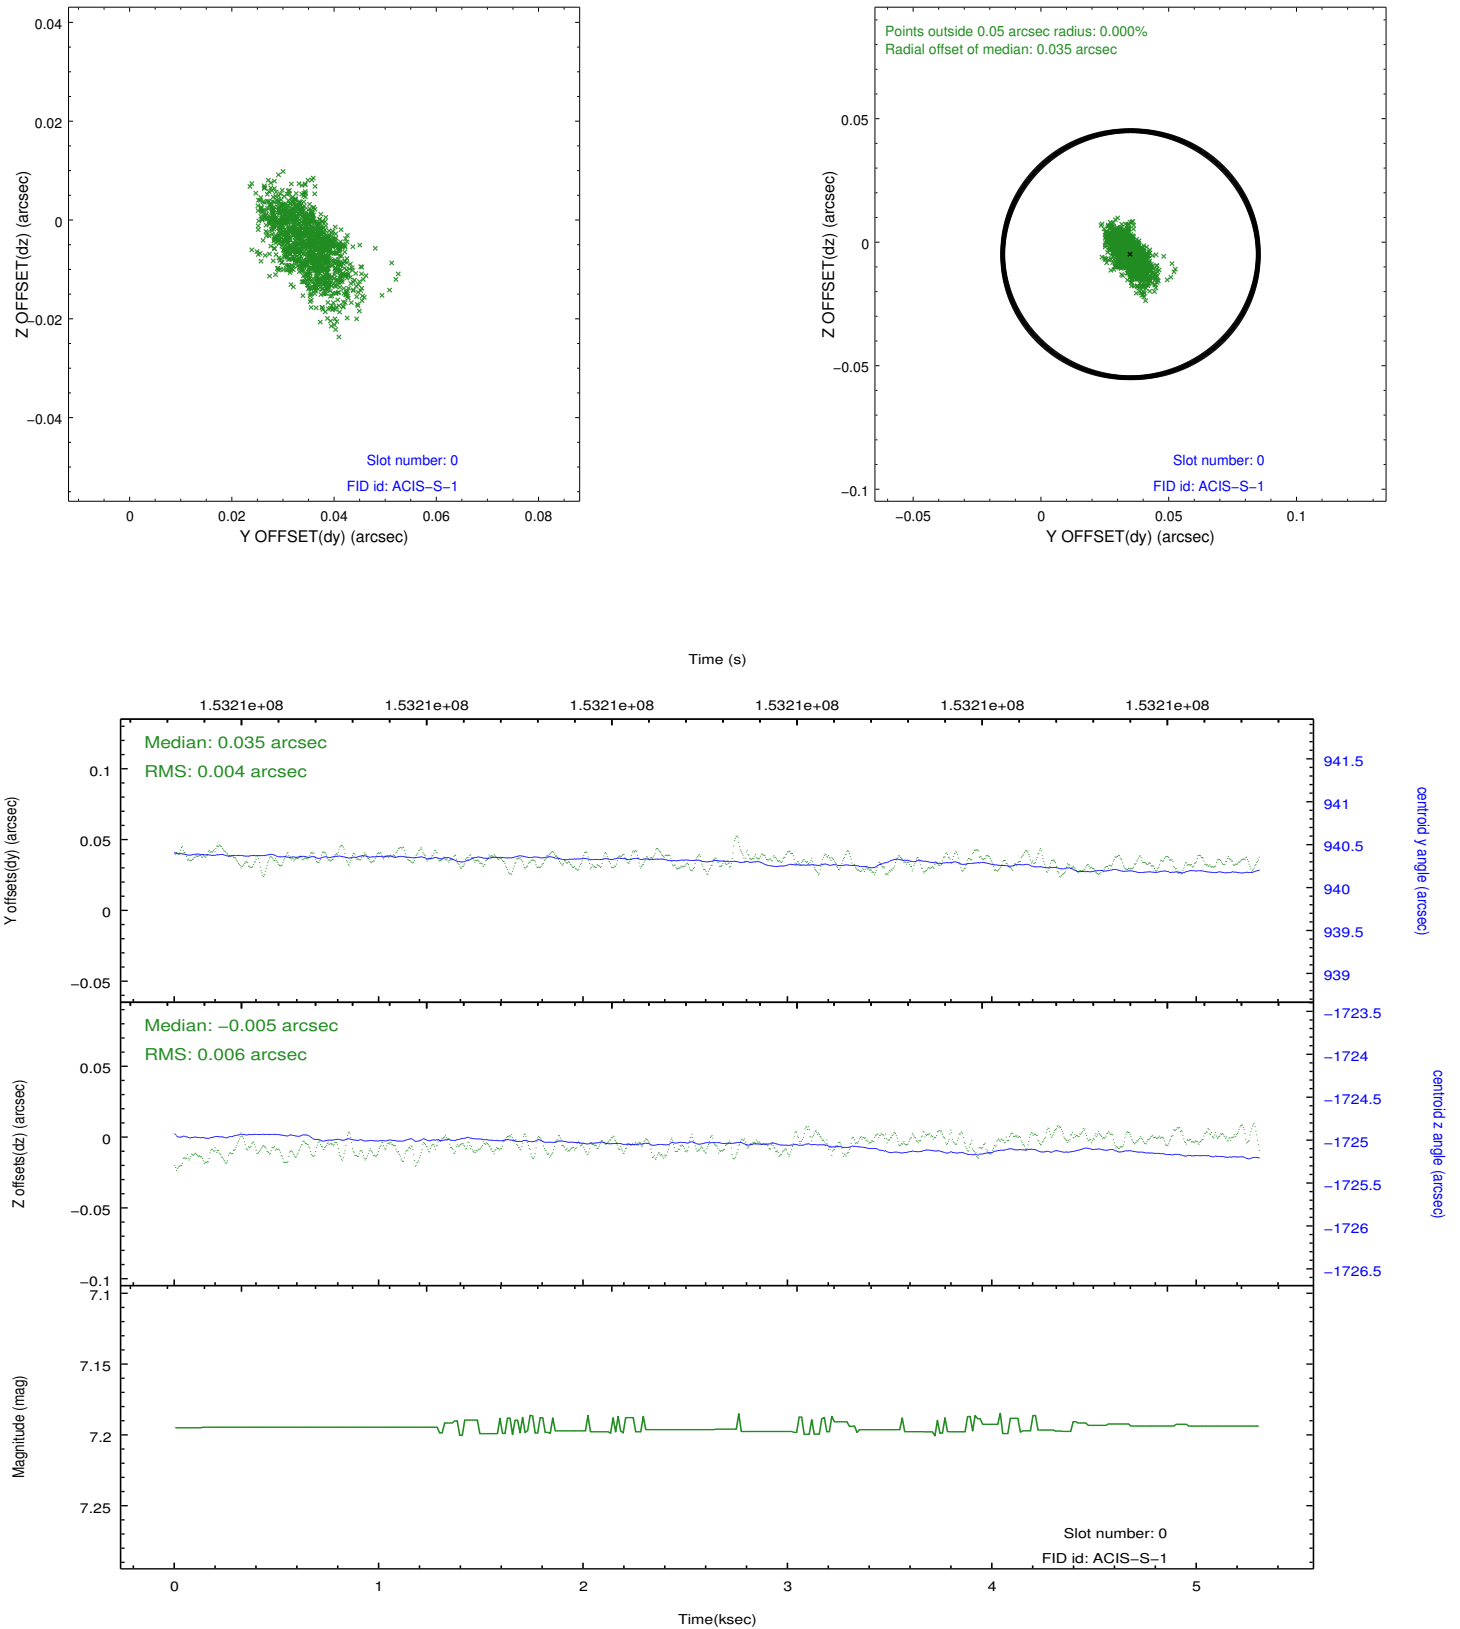 0.04
0.02
0
−0.02
−0.04
Z OFFSET(dz) (arcsec)
Slot number: 0
FID id: ACIS−S−1
0
0.02
0.04
0.06
0.08
Y OFFSET(dy) (arcsec)
Points outside 0.05 arcsec radius: 0.000%
Radial offset of median: 0.035 arcsec
0.05
0
−0.05
−0.1
Z OFFSET(dz) (arcsec)
Slot number: 0
FID id: ACIS−S−1
−0.05
0
0.05
0.1
Y OFFSET(dy) (arcsec)
Time (s)
1.5321e+08
1.5321e+08
1.5321e+08
1.5321e+08
1.5321e+08
1.5321e+08
Median: 0.035 arcsec
RMS: 0.004 arcsec
0.1
0.05
0
−0.05
Y offsets(dy) (arcsec)
941.5
941
940.5
940
939.5
939
centroid y angle (arcsec)
Median: −0.005 arcsec
RMS: 0.006 arcsec
0.05
0
−0.05
−0.1
Z offsets(dz) (arcsec)
−1723.5
−1724
−1724.5
−1725
−1725.5
−1726
−1726.5
centroid z angle (arcsec)
7.1
7.15
7.2
7.25
Magnitude (mag)
Slot number: 0
FID id: ACIS−S−1
0
1
2
3
4
5
Time(ksec)